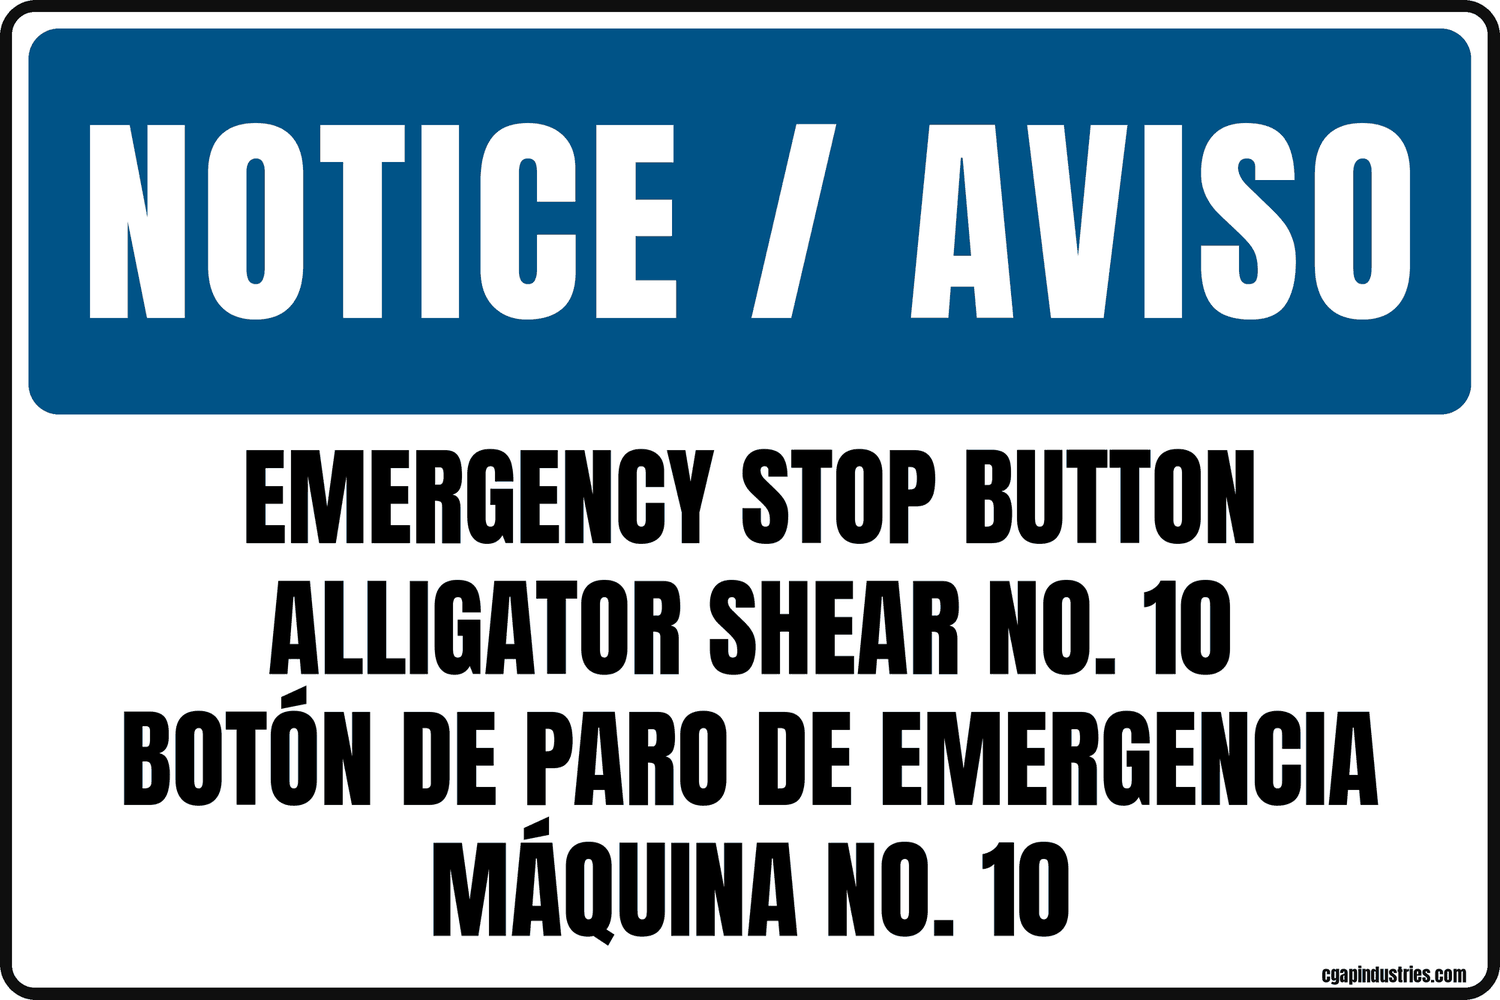 NOTICE / AVISO
EMERGENCY STOP BUTTON
ALLIGATOR SHEAR NO. 10
BOTÓN DE PARO DE EMERGENCIA
MÁQUINA NO. 10
cgapindustries.com